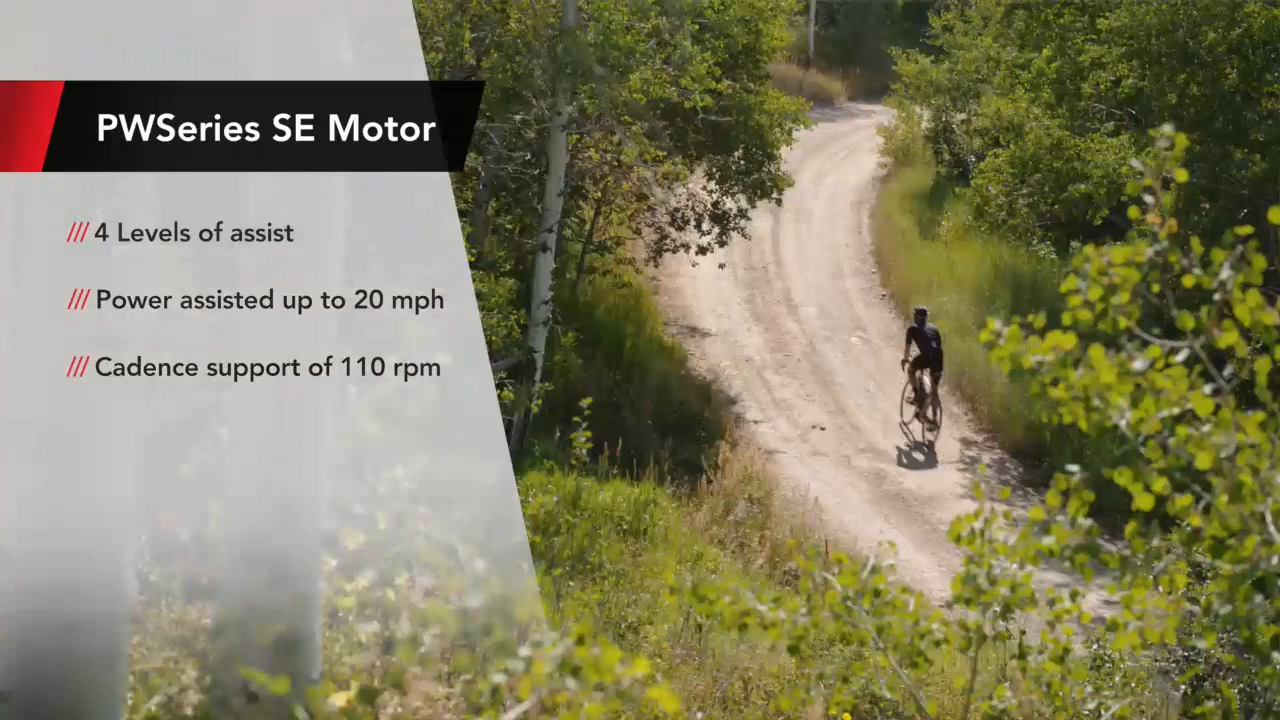 PWSeries SE Motor
/// 4 Levels of assist
/// Power assisted up to 20 mph
/// Cadence support of 110 rpm